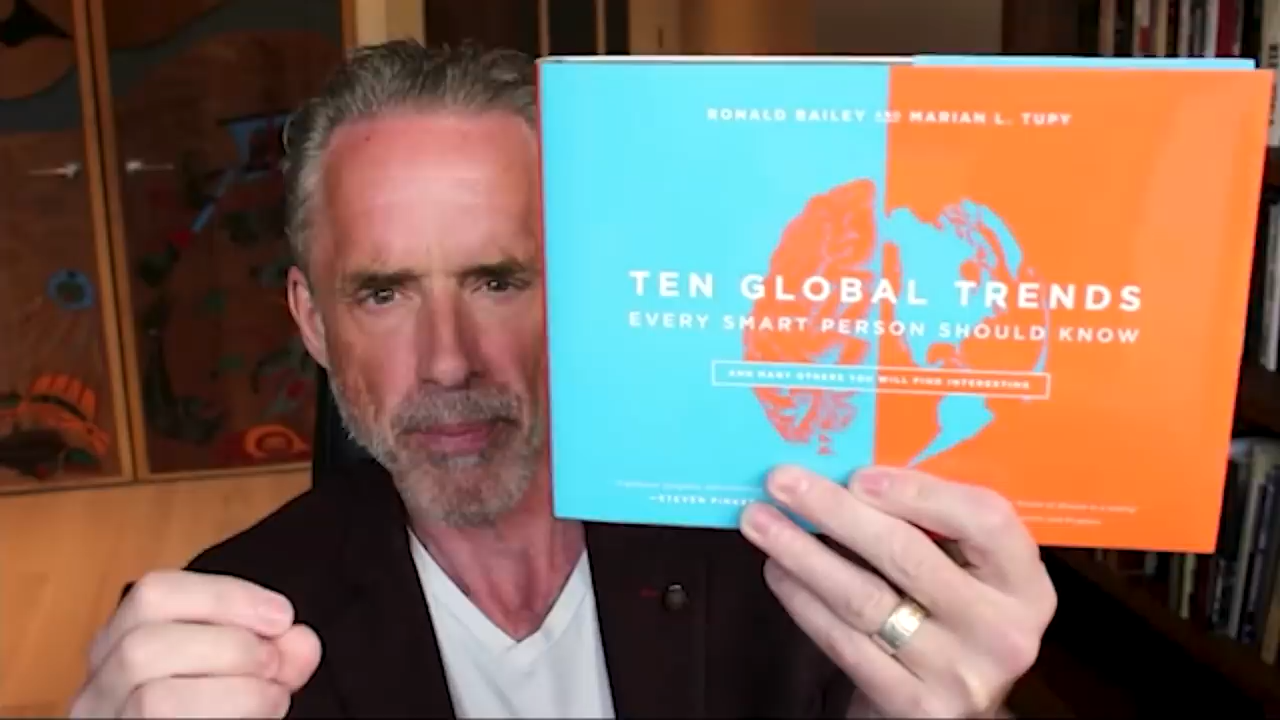 RONALD BAILEY AND MARIAN L. TUPY
TEN GLOBAL TRENDS
EVERY SMART PERSON SHOULD KNOW
AND MANY OTHERS YOU WILL FIND INTERESTING
—STEVEN PINKER